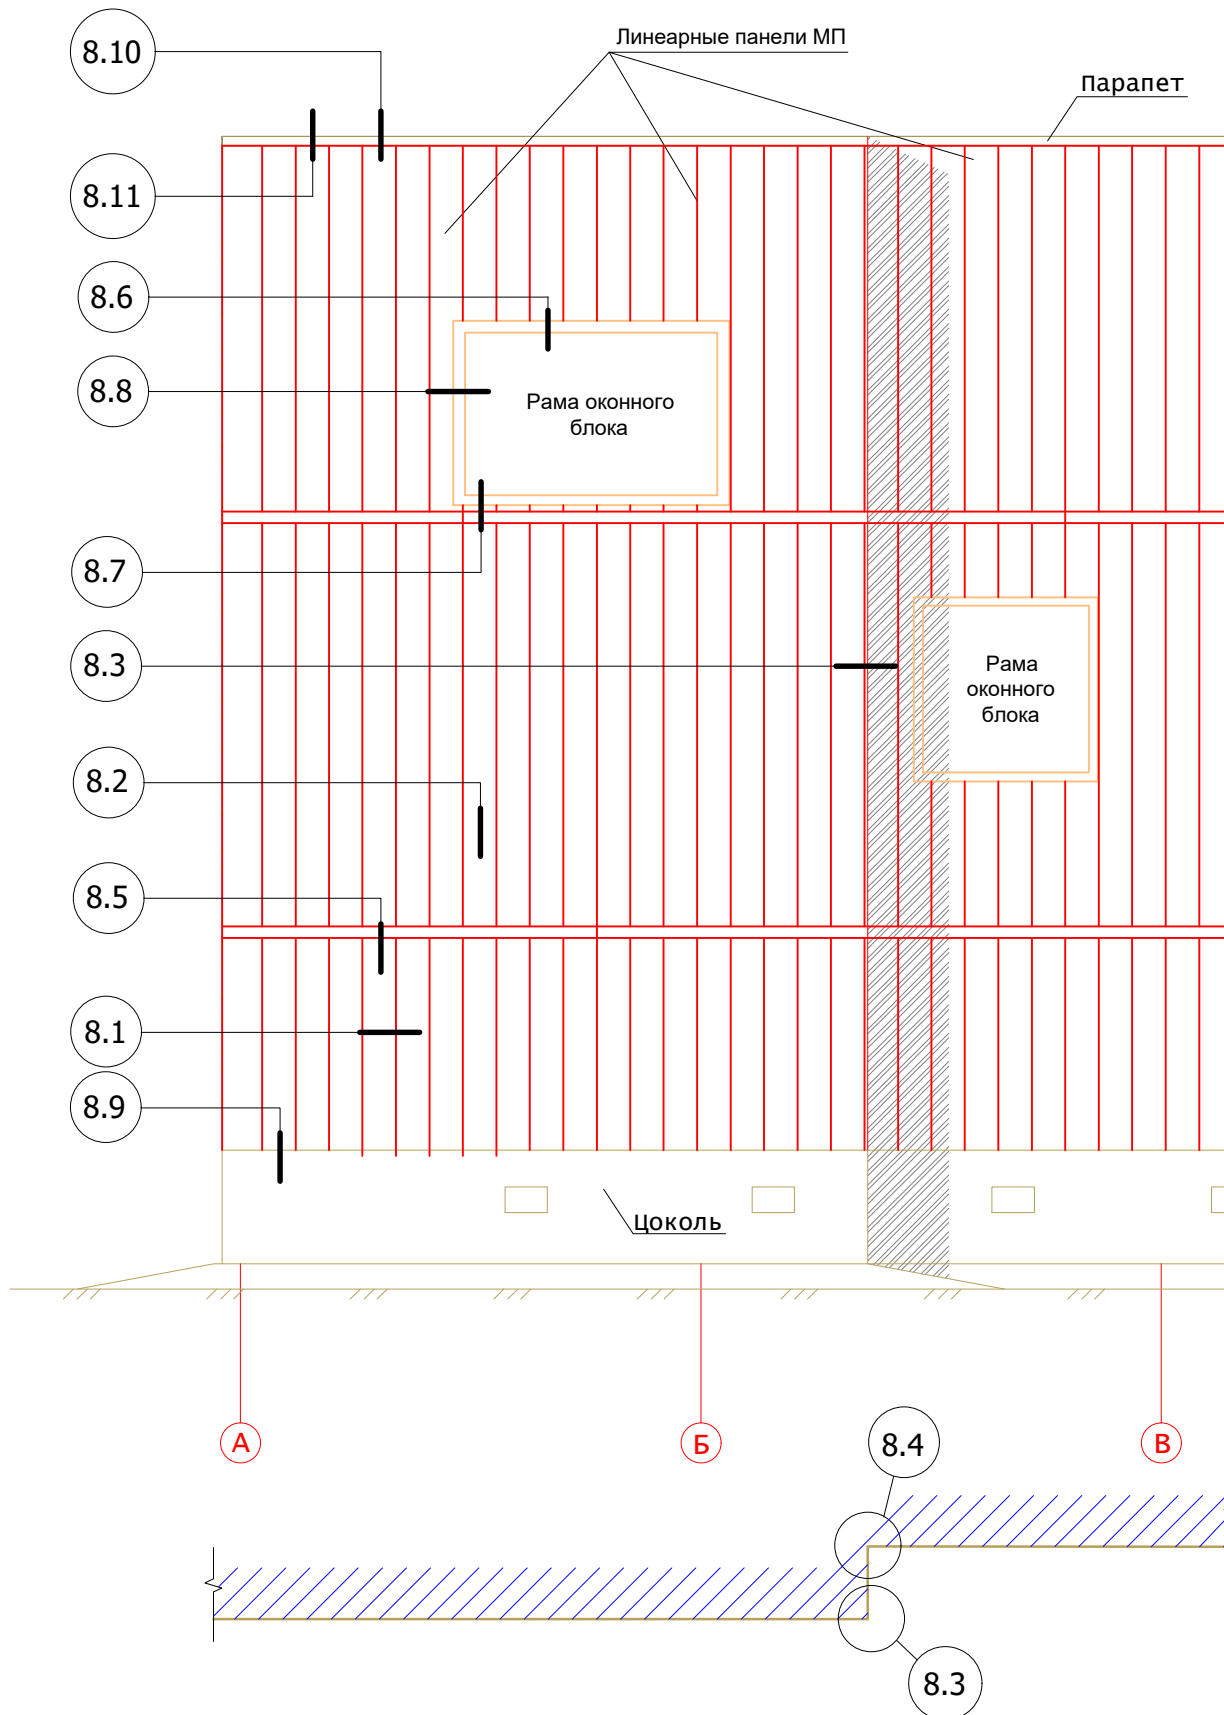 8.10
Линеарные панели МП
Парапет
8.11
8.6
8.8
Рама оконного
блока
8.7
8.3
Рама
оконного
блока
8.2
8.5
8.1
8.9
Цоколь
А
Б
В
8.4
8.3